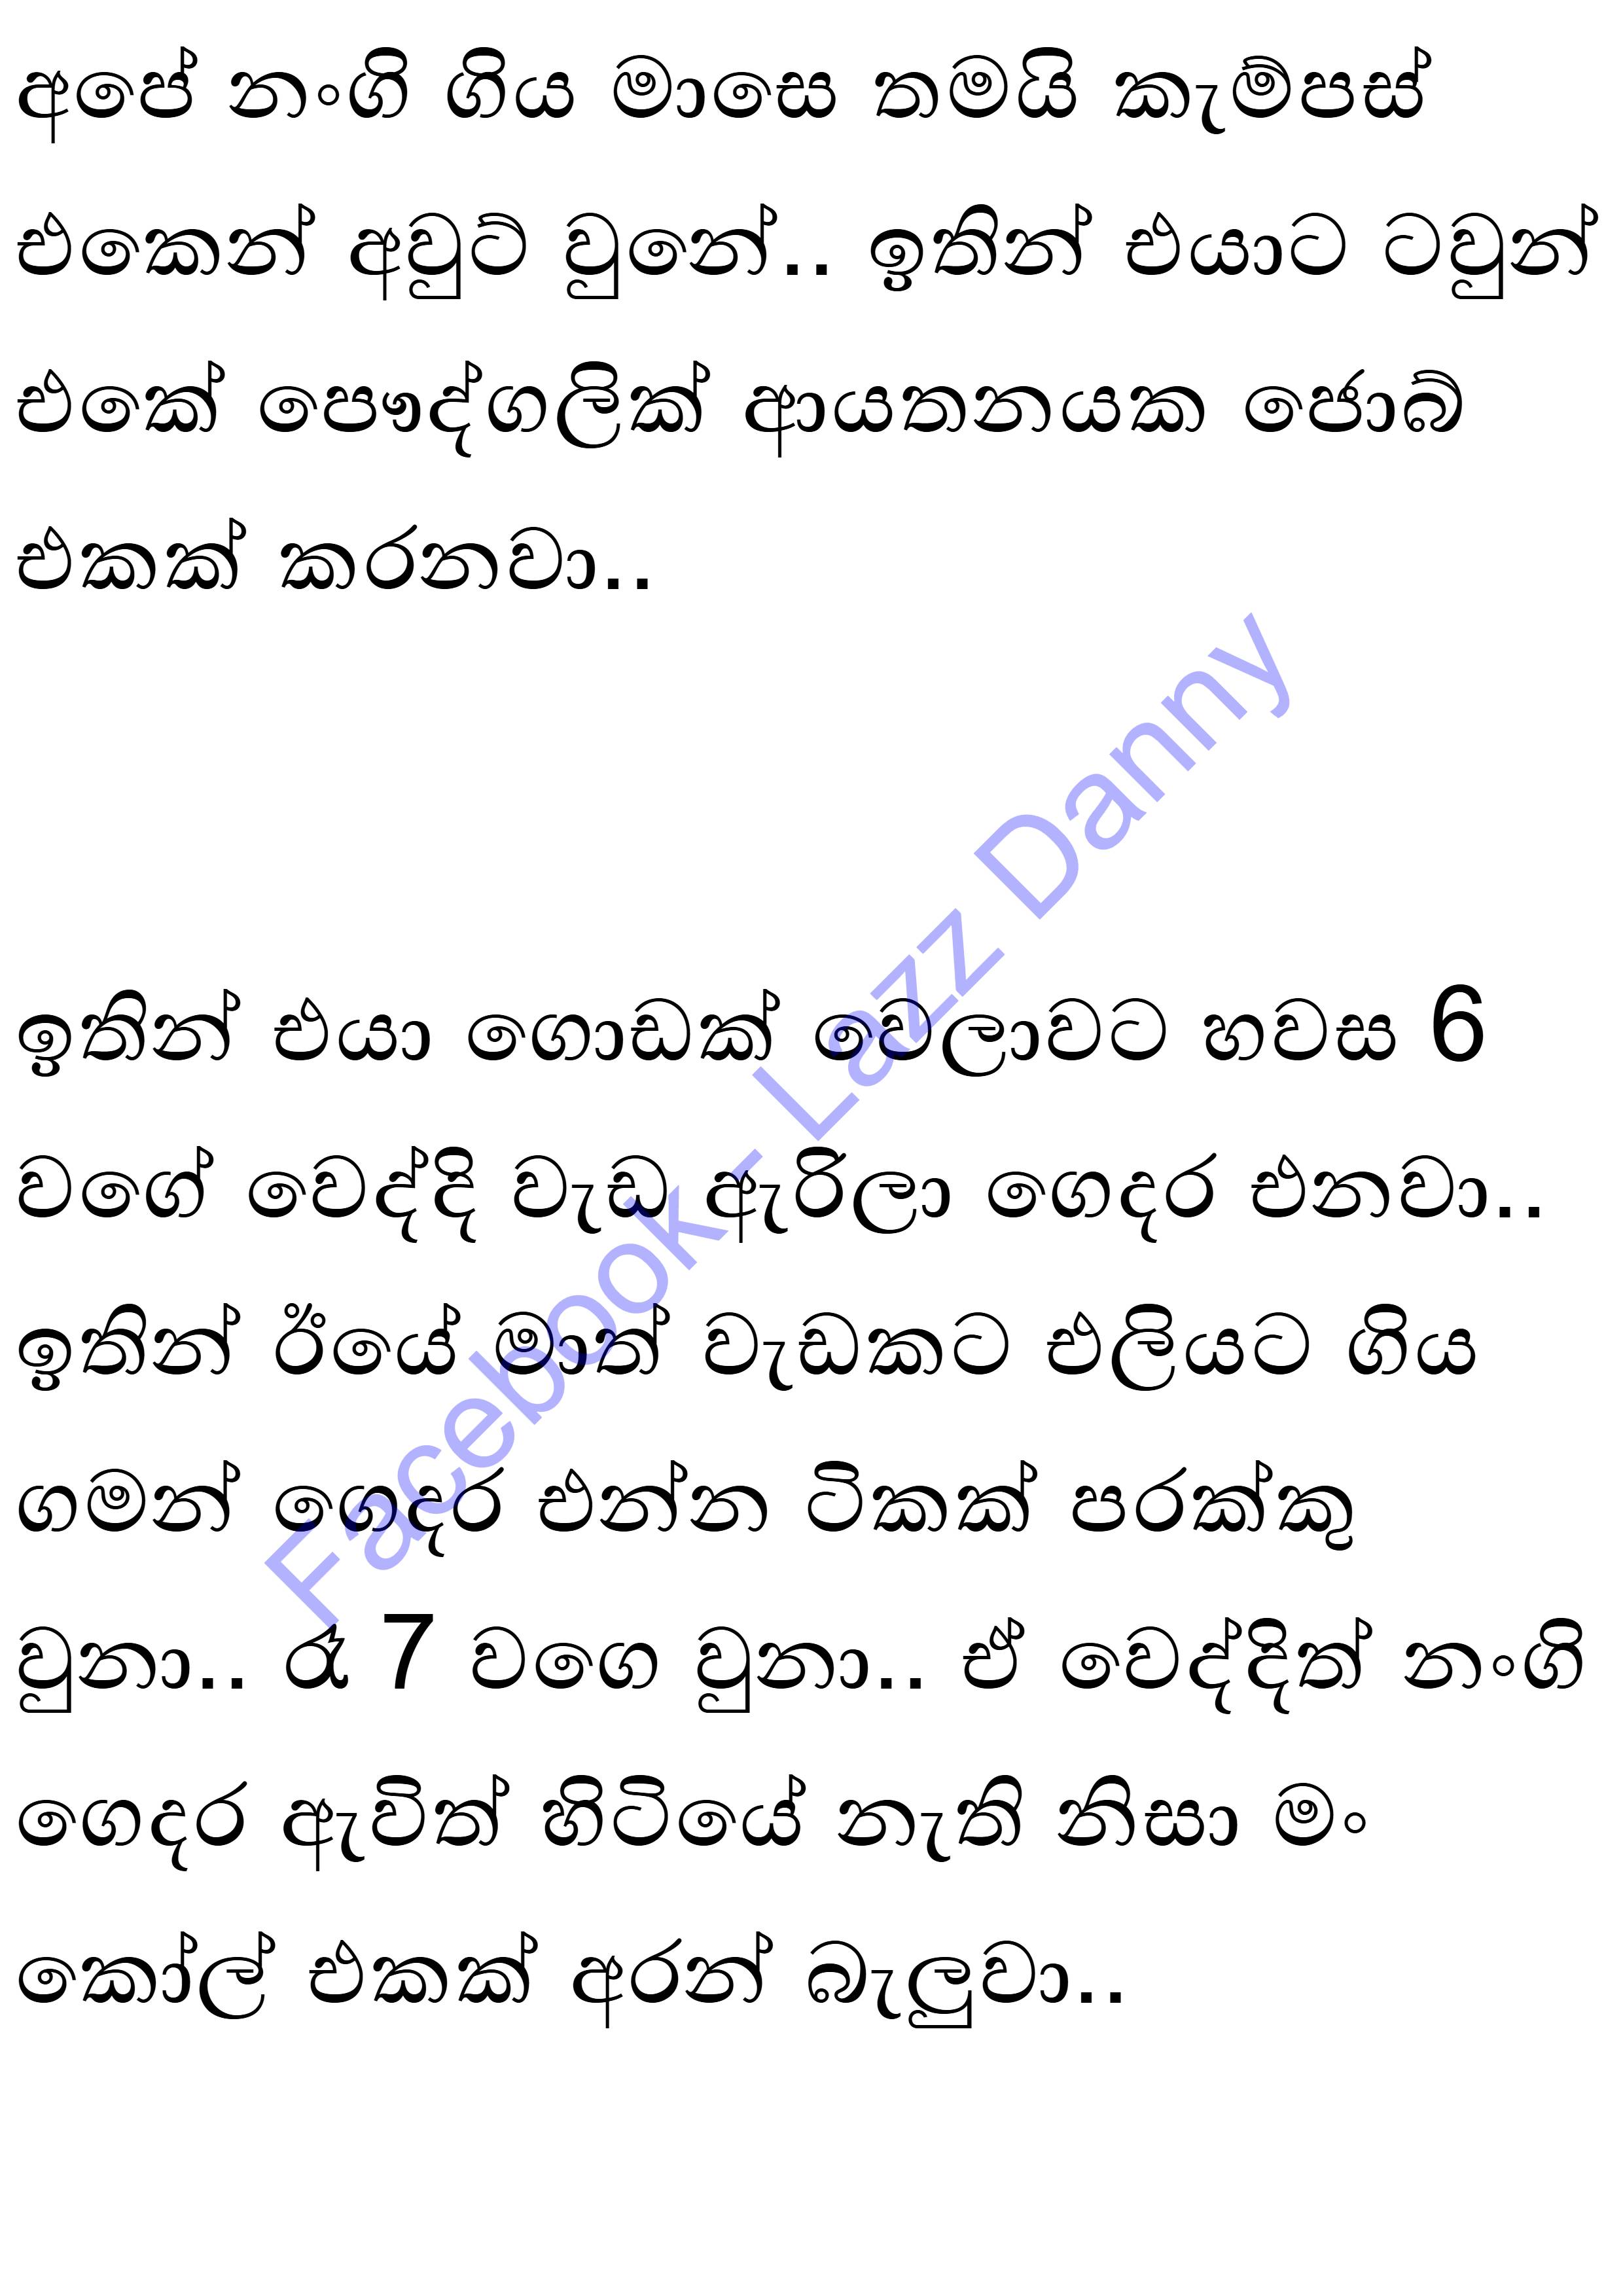 අපේ නංගි ගිය මාසෙ තමයි කැම්පස්
එකෙන් අවුට් වුනේ.. ඉතින් එයාට ටවුන්
එකේ පෞද්ගලික් ආයතනයක ජොබ්
එකක් කරනවා..
ඉතින් එයා ගොඩක් වෙලාවට හවස 6
වගේ වෙද්දි වැඩ ඇරිලා ගෙදර එනවා..
ඉතින් ඊයේ මාත් වැඩකට එලියට ගිය
ගමන් ගෙදර එන්න ටිකක් පරක්කු
වුනා.. රෑ 7 වගෙ වුනා.. ඒ වෙද්දිත් නංගි
ගෙදර ඇවිත් හිටියේ නැති නිසා මං
කෝල් එකක් අරන් බැලුවා..
Facebook - Lazz Danny